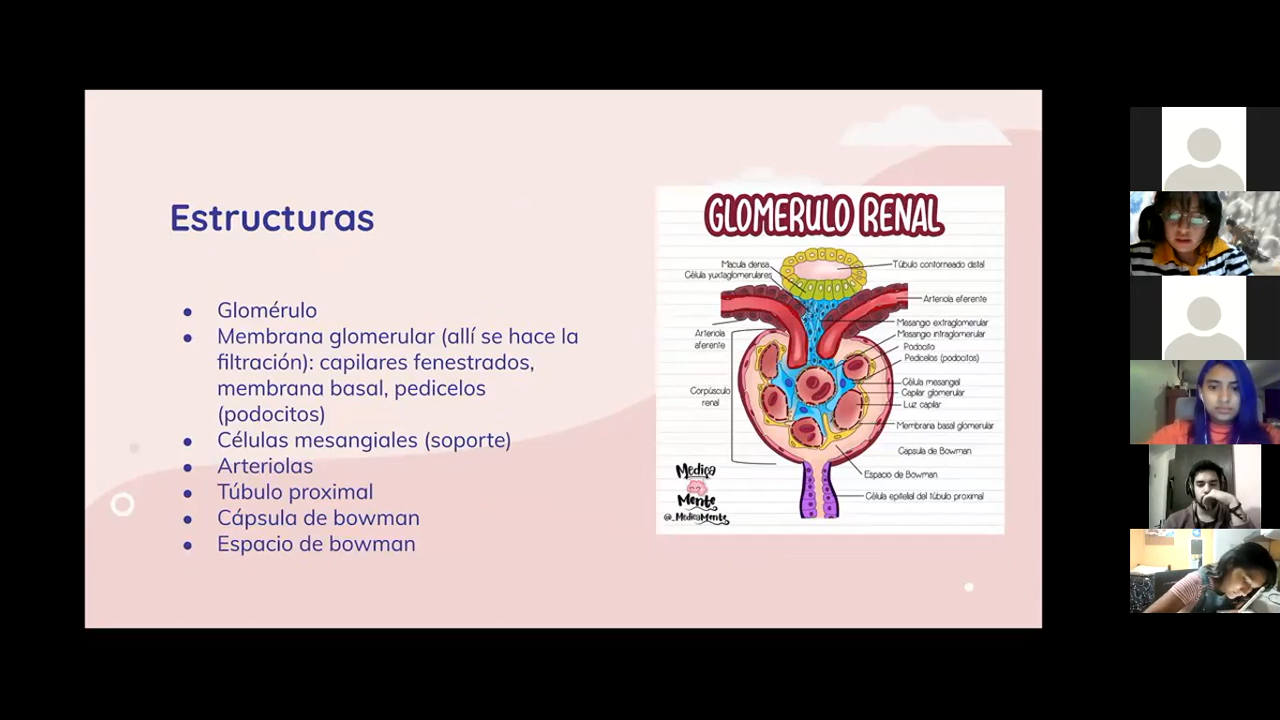 Estructuras
● Glomérulo
● Membrana glomerular (allí se hace la
filtración): capilares fenestrados,
membrana basal, pedicelos
(podocitos)
● Células mesangiales (soporte)
● Arteriolas
● Túbulo proximal
● Cápsula de bowman
● Espacio de bowman
GLOMERULO RENAL
Macula densa
Célula yuxtaglomerulares
Túbulo contorneado distal
Arteriola eferente
Arteriola
aferente
Mesangio extraglomerular
Mesangio intraglomerular
Podocito
Pedicelos (podocitos)
Célula mesangial
Capilar glomerular
Luz capilar
Corpúsculo
renal
Membrana basal glomerular
Capsula de Bowman
Espacio de Bowman
Célula epitelial del túbulo proximal
Mediça
Mente
@_MedicaMente_